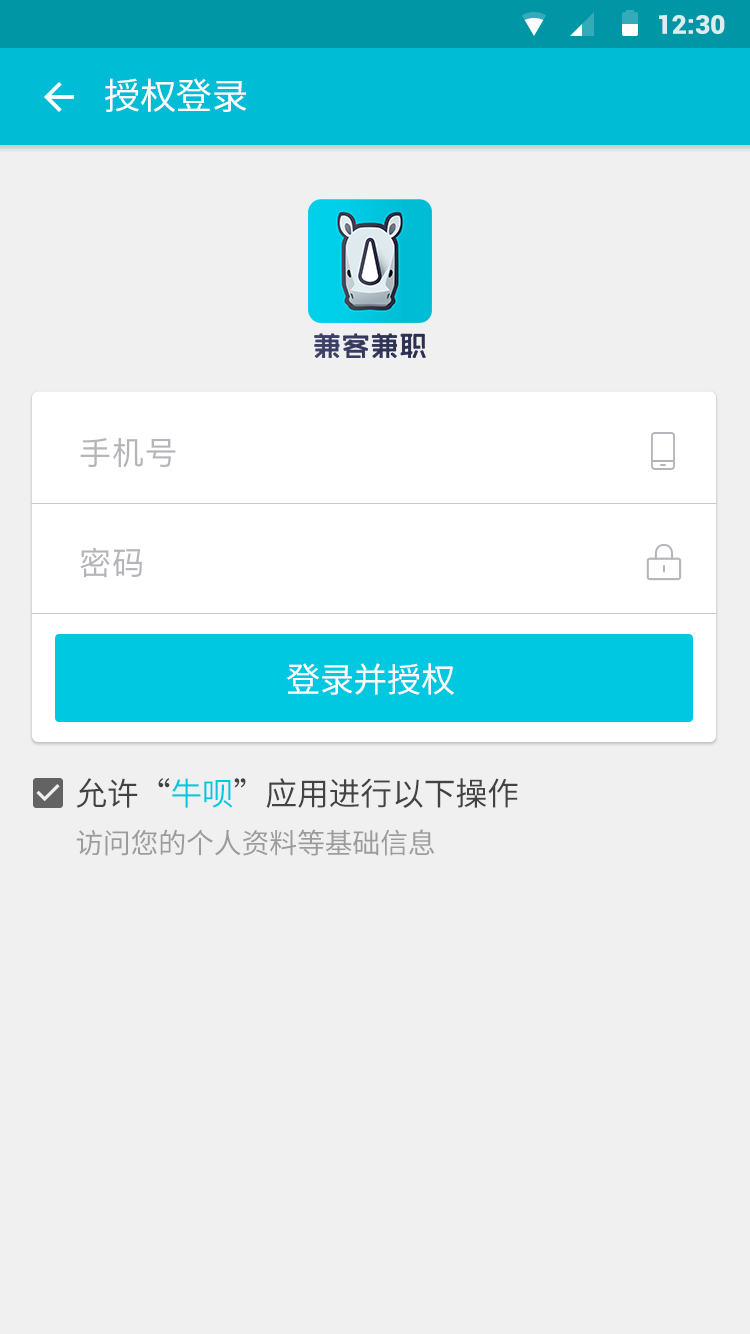 12:30
授权登录
兼客兼职
手机号
密码
登录并授权
允许“牛呗”应用进行以下操作
访问您的个人资料等基础信息